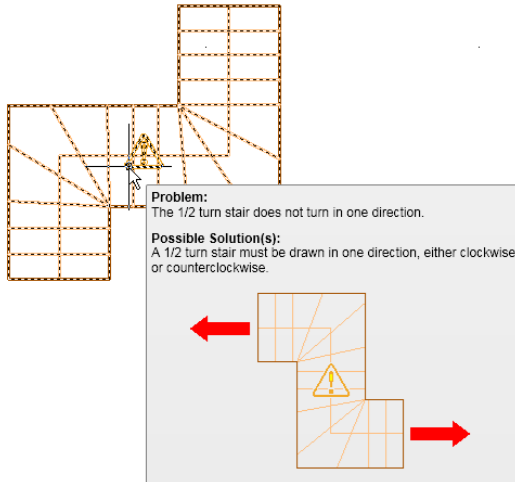 Problem:
The 1/2 turn stair does not turn in one direction.
Possible Solution(s):
A 1/2 turn stair must be drawn in one direction, either clockwise
or counterclockwise.